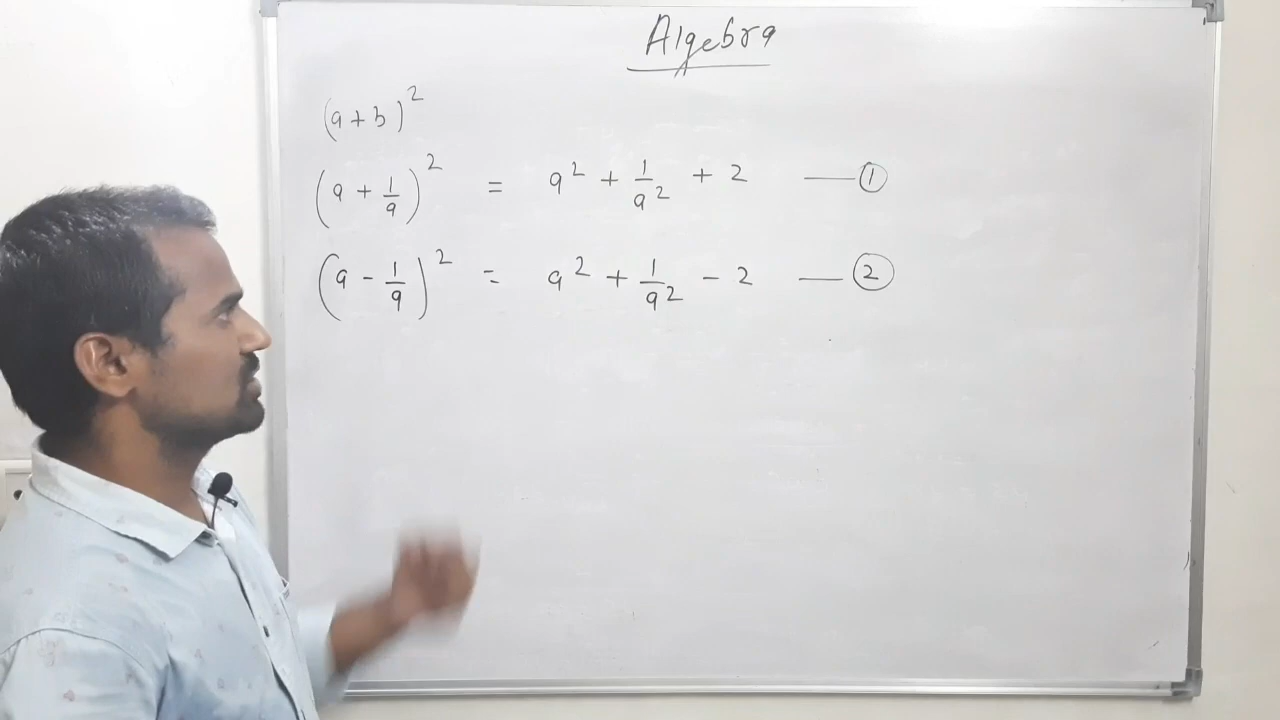 Algebra
(a + b)²
(a + 1/a)² = a² + 1/a² + 2 —— ①
(a - 1/a)² = a² + 1/a² - 2 —— ②